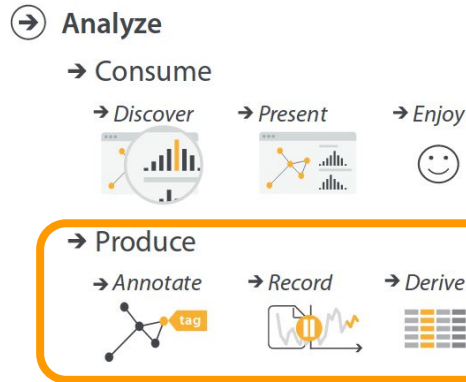 Analyze
Consume
Discover Present Enjoy
Produce
Annotate Record Derive
tag